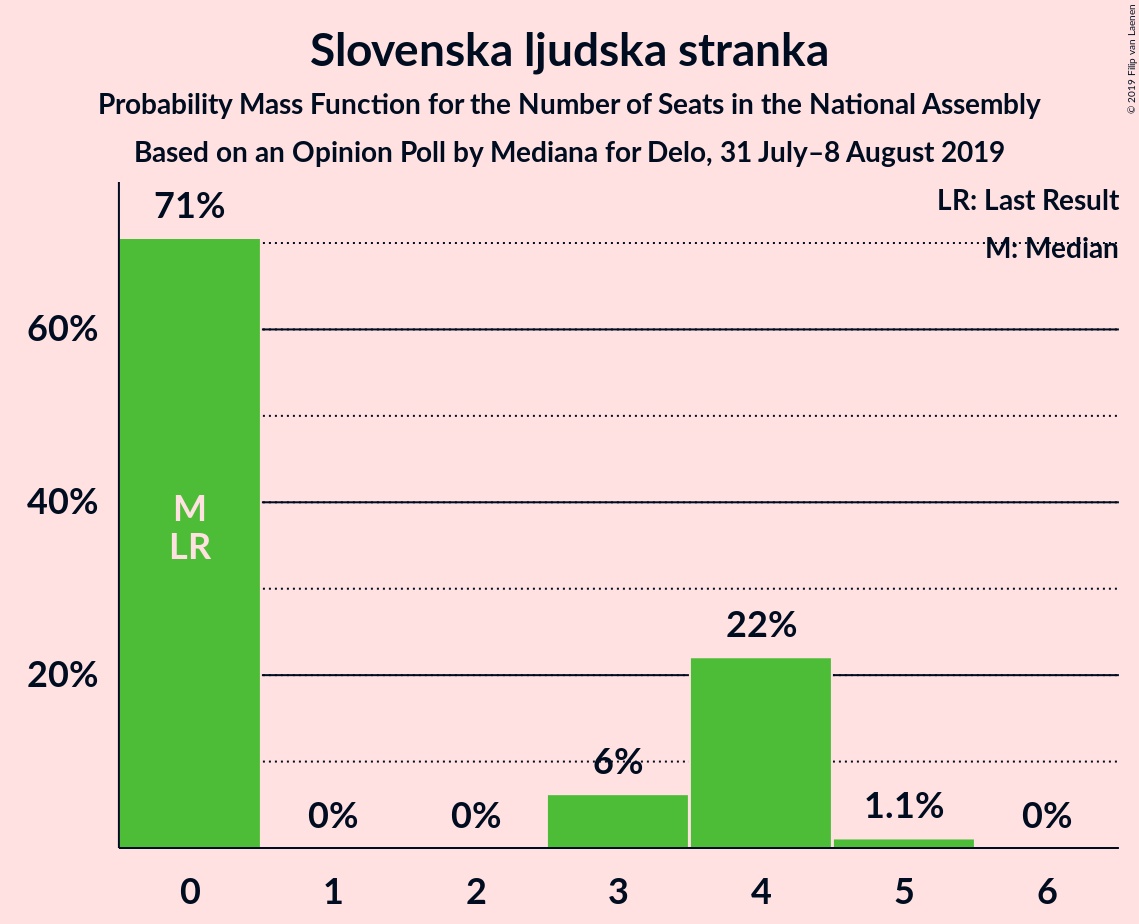 Slovenska ljudska stranka
Probability Mass Function for the Number of Seats in the National Assembly
Based on an Opinion Poll by Mediana for Delo, 31 July–8 August 2019
© 2019 Filip van Laenen
LR: Last Result
M: Median
71%
60%
40%
20%
M
LR
0%
0%
6%
22%
1.1%
0%
0
1
2
3
4
5
6